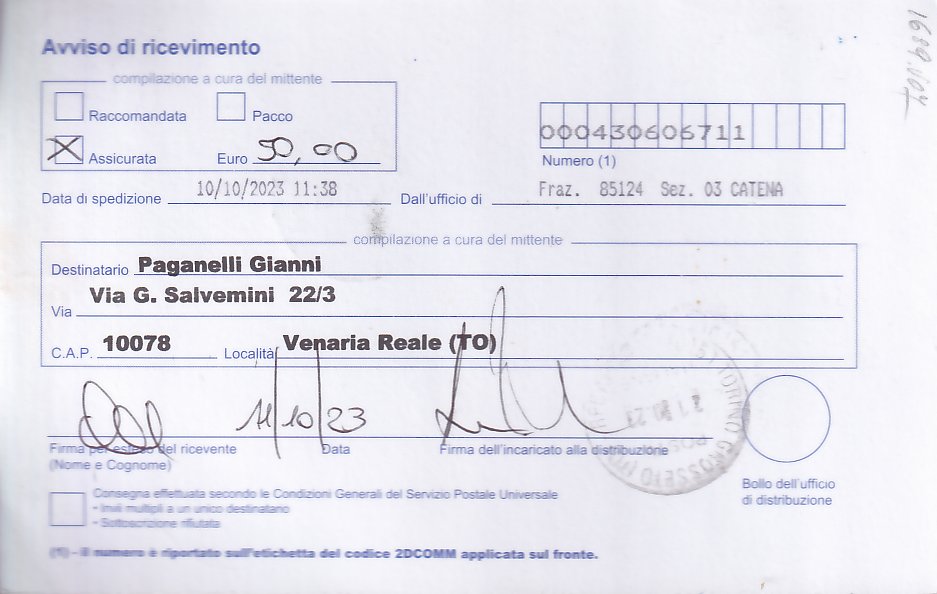 Avviso di ricevimento
compilazione a cura del mittente
Raccomandata Pacco
X Assicurata Euro 50,00
000430606711
Numero (1)
Data di spedizione 10/10/2023 11:38 Dall'ufficio di Fraz. 85124 Sez. 03 CATENA
compilazione a cura del mittente
Destinatario Paganelli Gianni
Via G. Salvemini 22/3
Via
C.A.P. 10078 Località Venaria Reale (TO)
11/10/23
Firma per esteso del ricevente Data Firma dell'incaricato alla distribuzione
(Nome e Cognome)
Bollo dell'ufficio
di distribuzione
Consegna effettuata secondo le Condizioni Generali del Servizio Postale Universale
- Invii multipli a un unico destinatario
- Sottoscrizione rifiutata
(1) - Il numero è riportato sull'etichetta del codice 2DCOMM applicata sul fronte.
TORINO GROSSETO